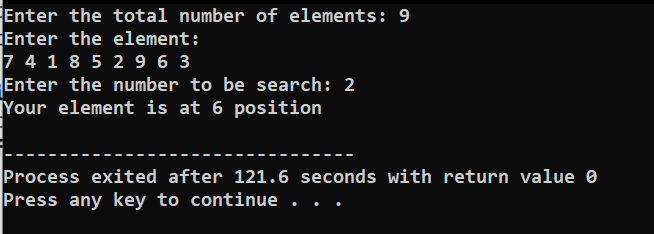 Enter the total number of elements: 9
Enter the element:
7 4 1 8 5 2 9 6 3
Enter the number to be search: 2
Your element is at 6 position
--------------------------------
Process exited after 121.6 seconds with return value 0
Press any key to continue . . .